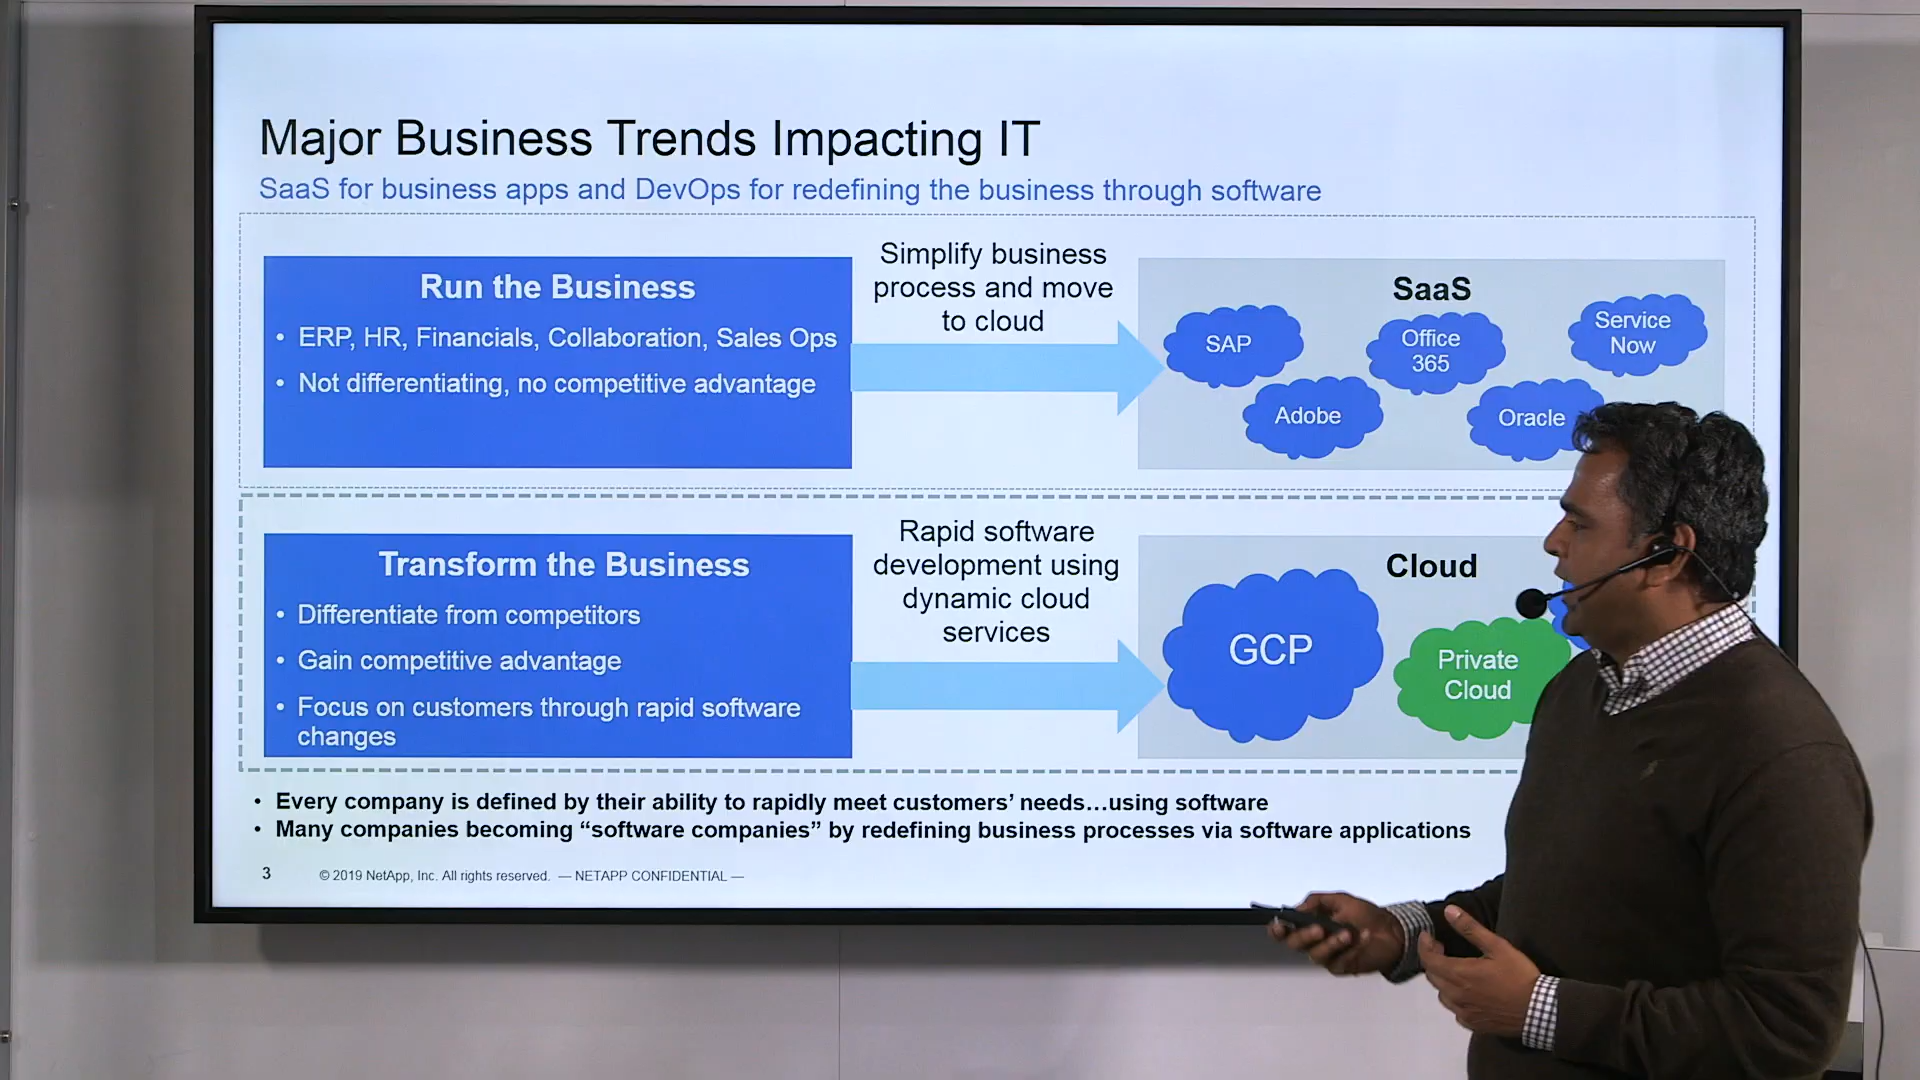 Major Business Trends Impacting IT
SaaS for business apps and DevOps for redefining the business through software
Run the Business
• ERP, HR, Financials, Collaboration, Sales Ops
• Not differentiating, no competitive advantage
Simplify business
process and move
to cloud
SaaS
SAP
Office
365
Service
Now
Adobe
Oracle
Transform the Business
• Differentiate from competitors
• Gain competitive advantage
• Focus on customers through rapid software
changes
Rapid software
development using
dynamic cloud
services
Cloud
GCP
Private
Cloud
• Every company is defined by their ability to rapidly meet customers’ needs…using software
• Many companies becoming “software companies” by redefining business processes via software applications
3 © 2019 NetApp, Inc. All rights reserved. — NETAPP CONFIDENTIAL —